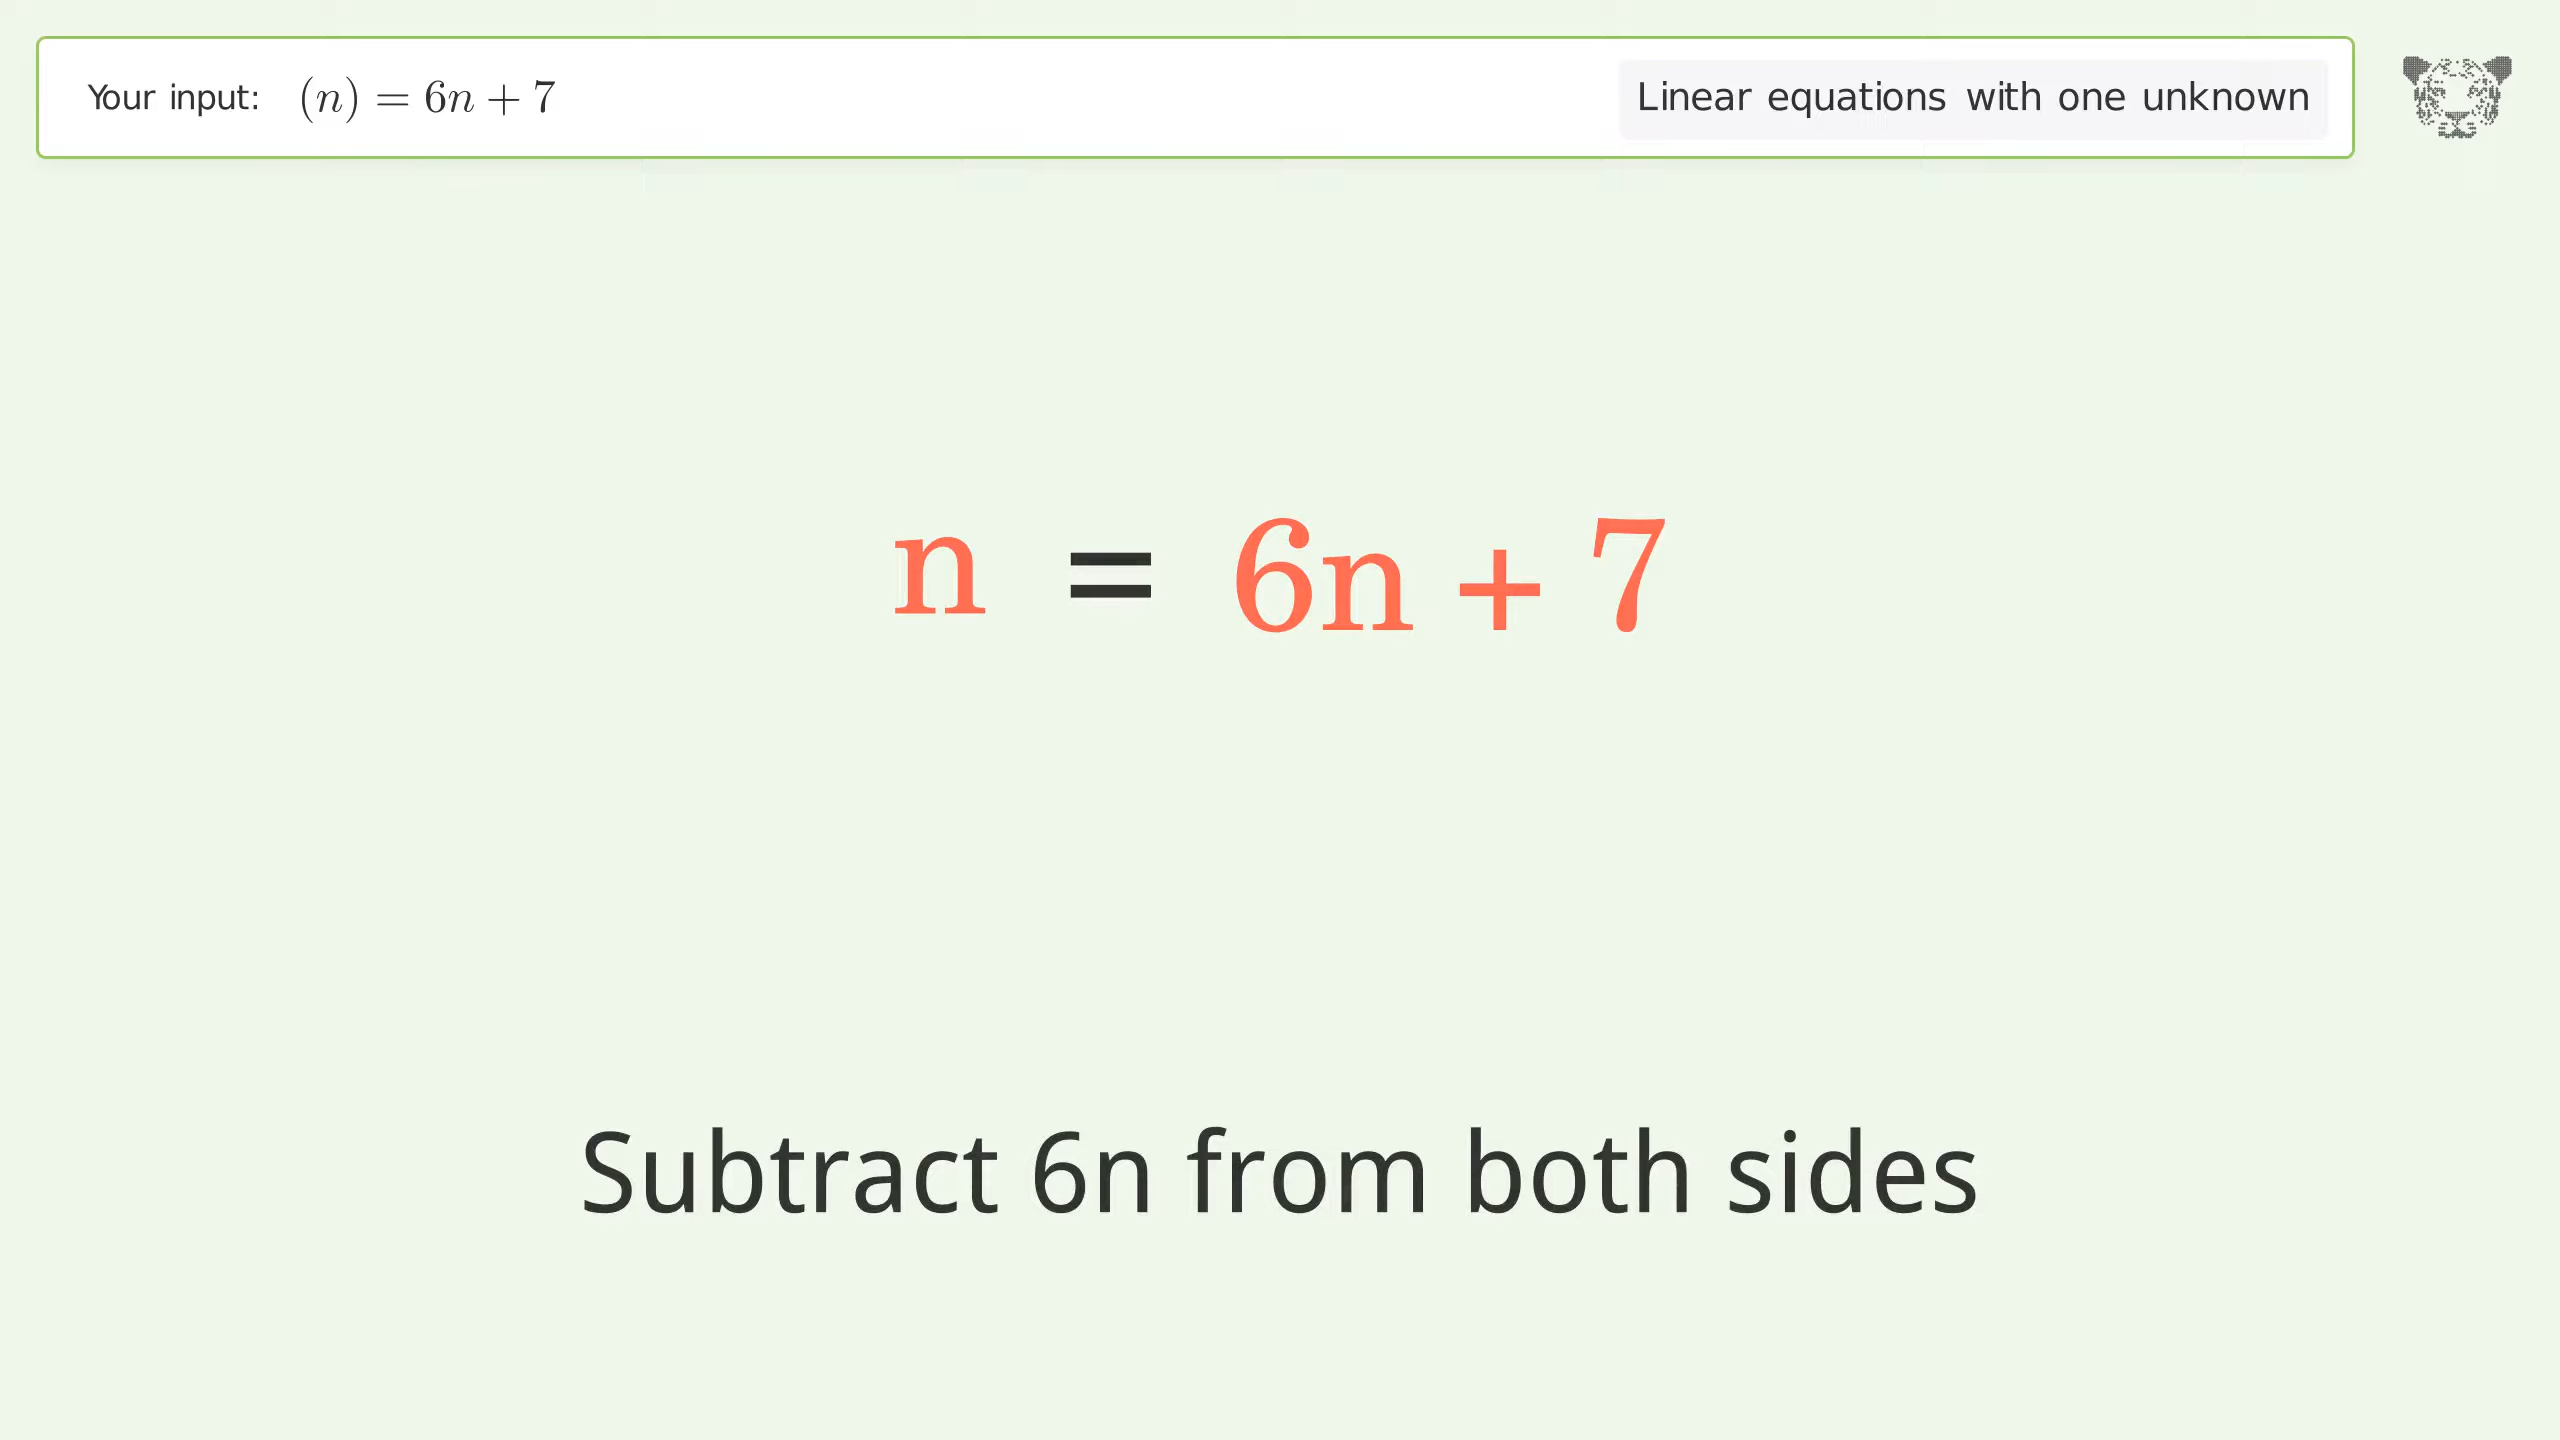 Your input: (n) = 6n + 7
Linear equations with one unknown
n = 6n + 7
Subtract 6n from both sides